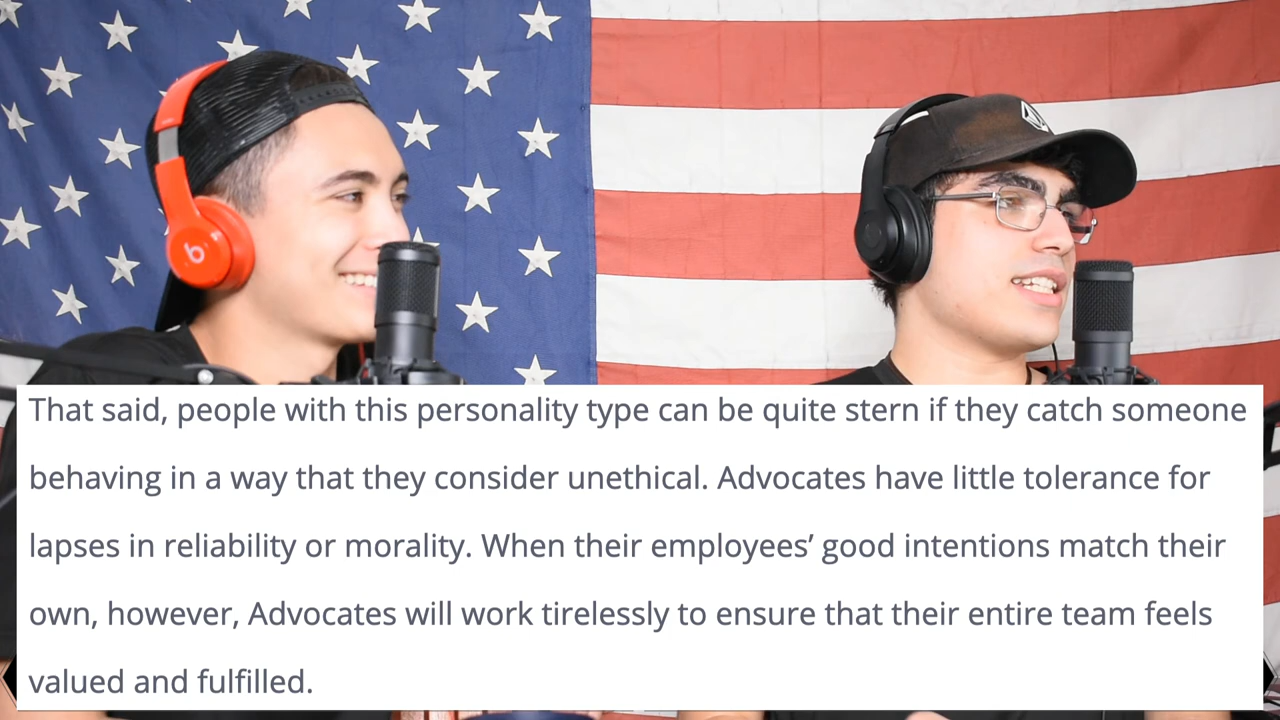 That said, people with this personality type can be quite stern if they catch someone
behaving in a way that they consider unethical. Advocates have little tolerance for
lapses in reliability or morality. When their employees’ good intentions match their
own, however, Advocates will work tirelessly to ensure that their entire team feels
valued and fulfilled.